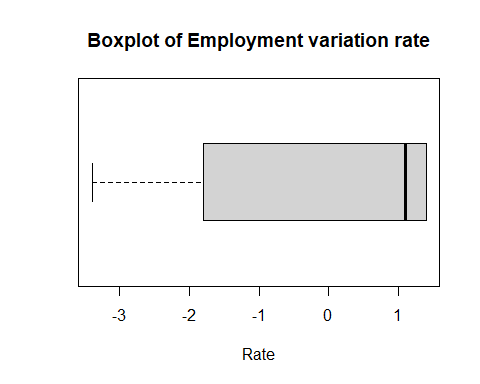 Boxplot of Employment variation rate
-3 -2 -1 0 1
Rate